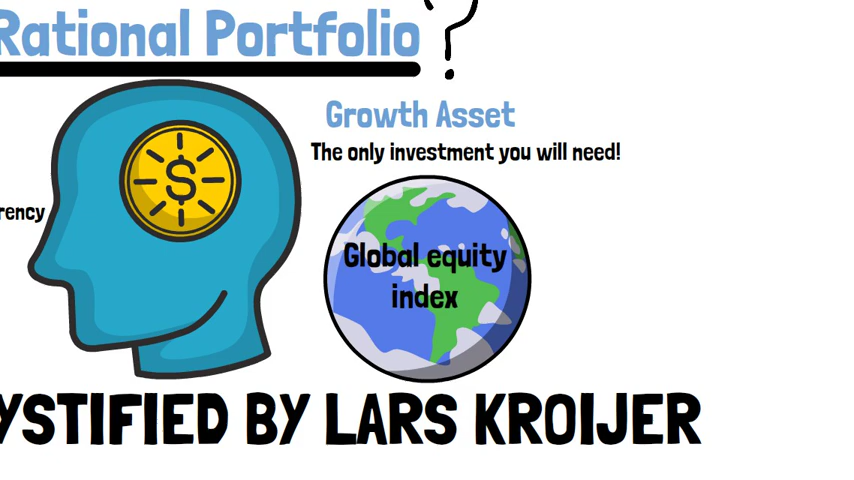 Rational Portfolio?
Growth Asset
The only investment you will need!
rency
$
Global equity
index
YSTIFIED BY LARS KROIJER